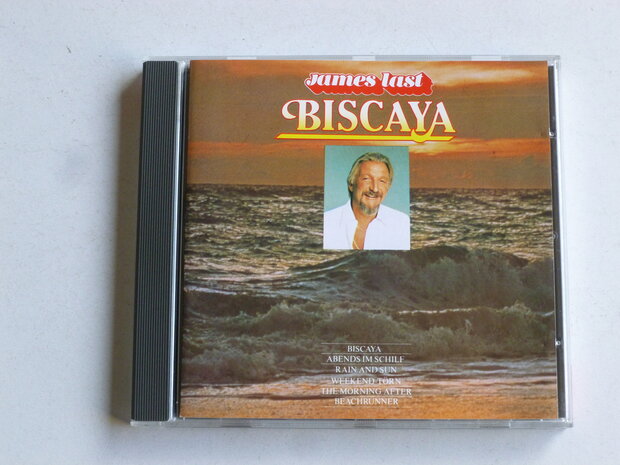 James Last
BISCAYA
BISCAYA
ABENDS IM SCHILF
RAIN AND SUN
WEEKEND TORN
THE MORNING AFTER
BEACHRUNNER